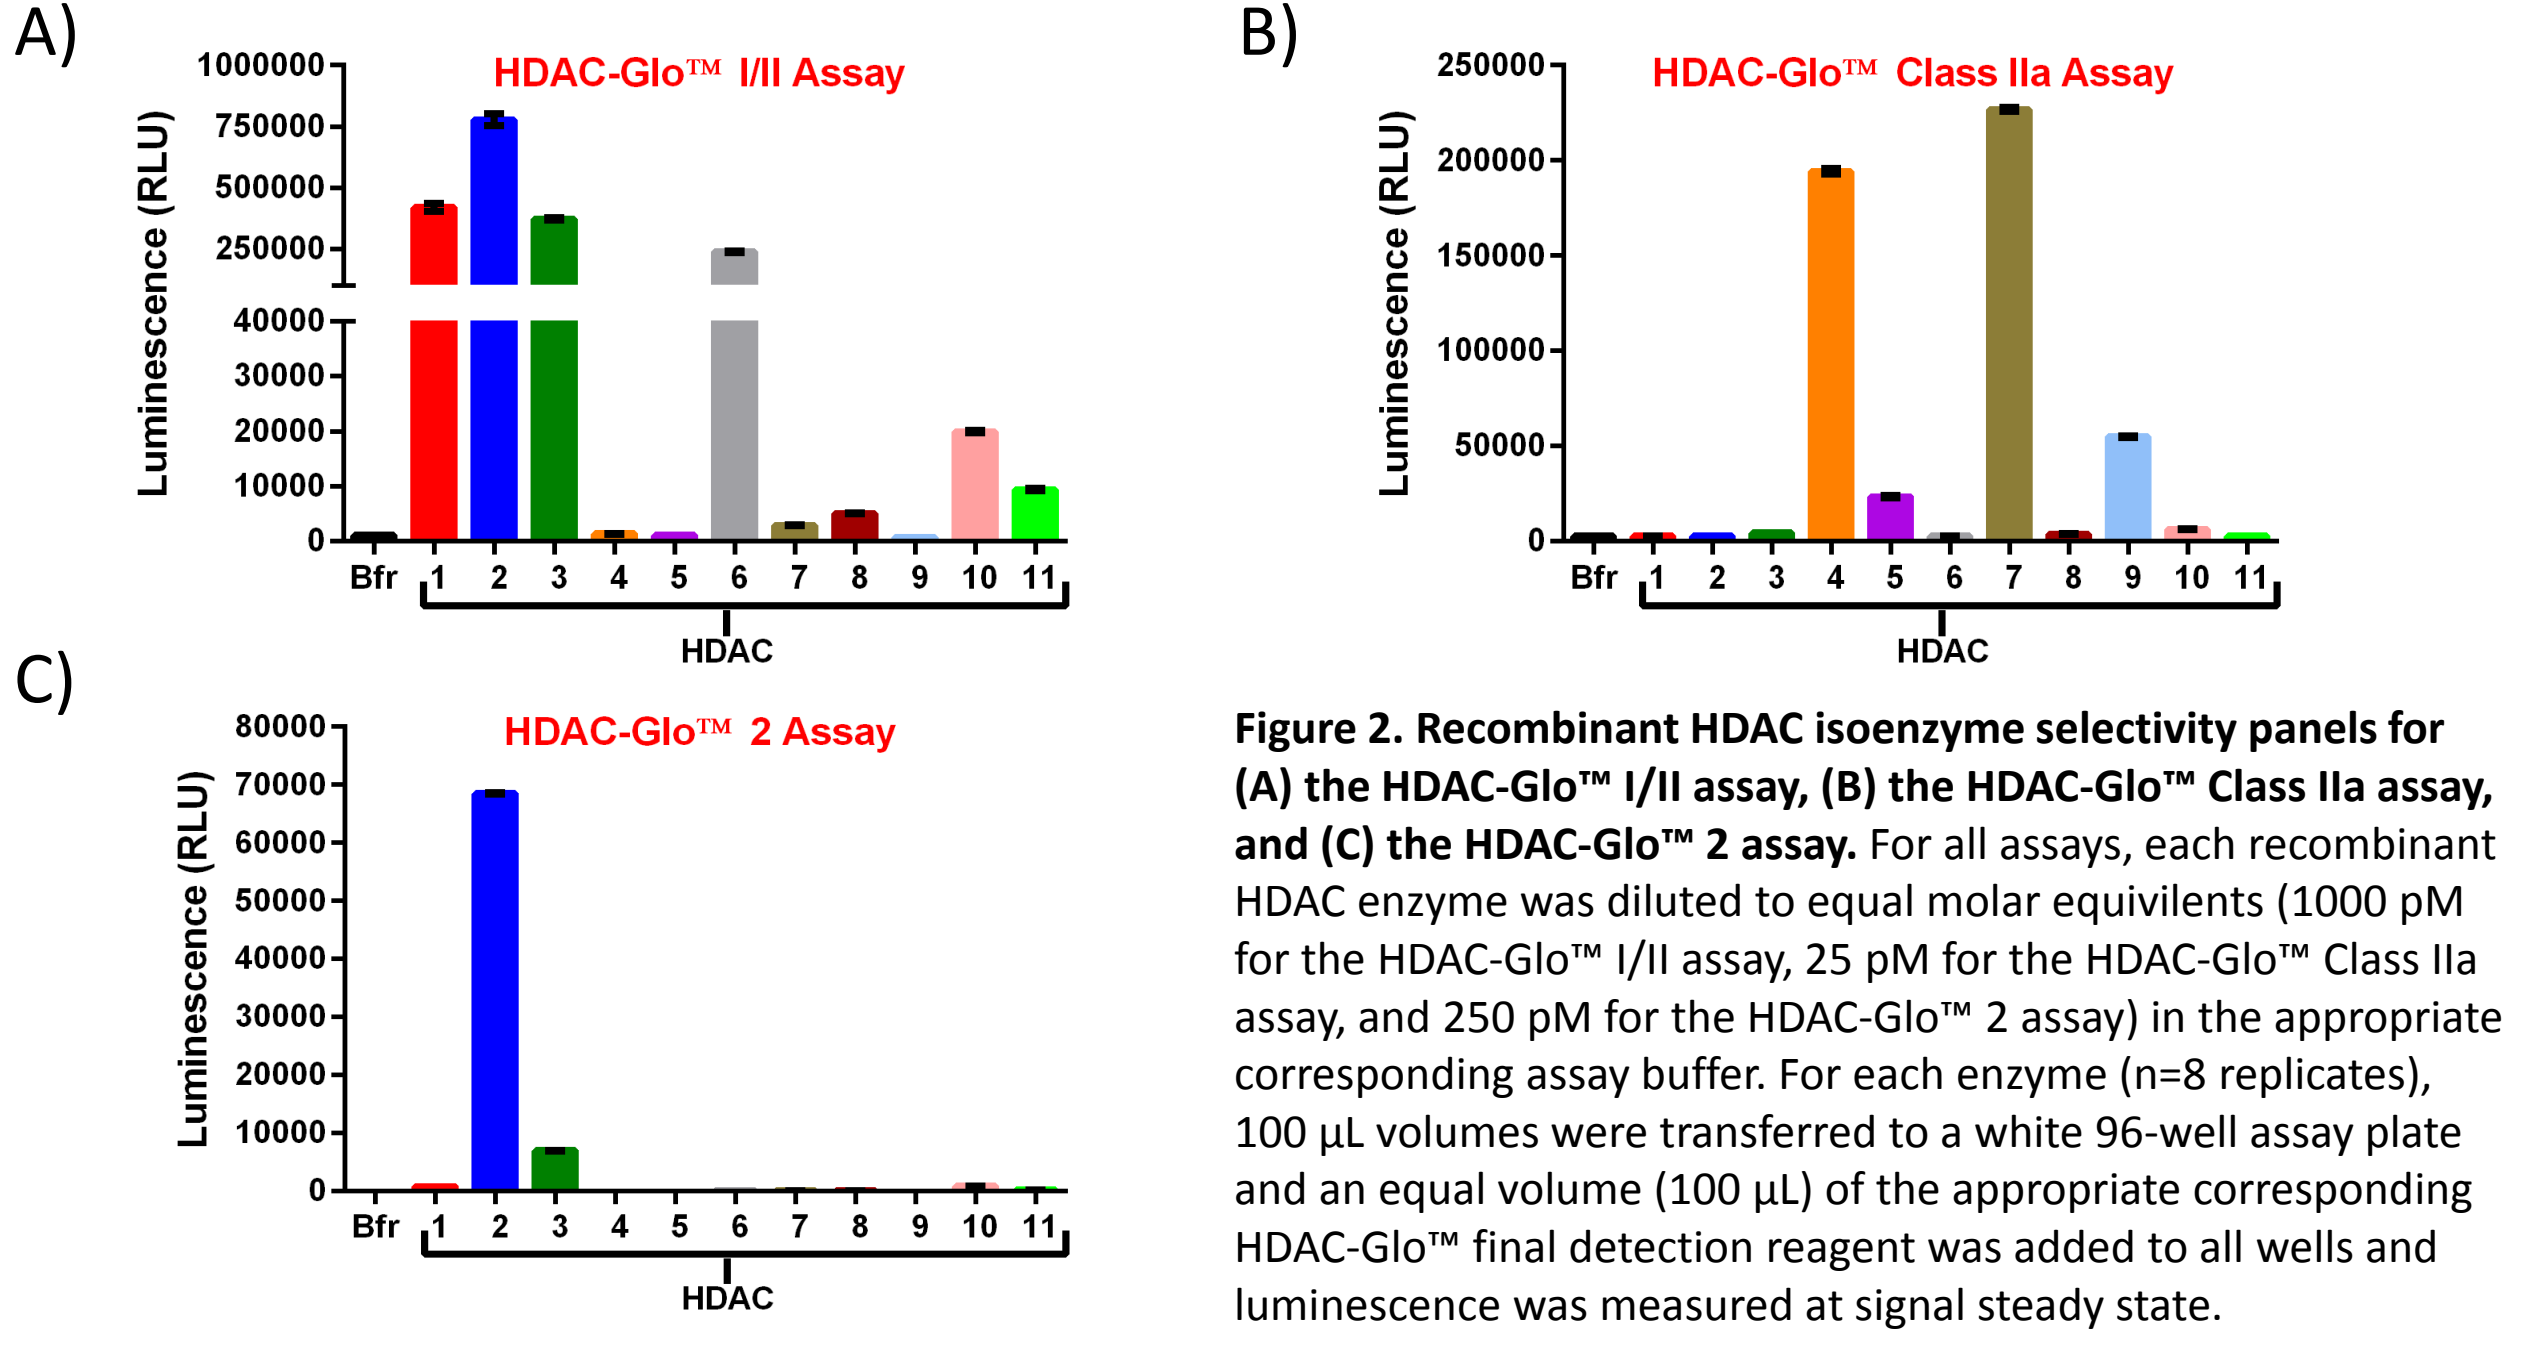 A)
HDAC-Glo™ I/II Assay
Luminescence (RLU)
1000000
750000
500000
250000
40000
30000
20000
10000
0
Bfr 1 2 3 4 5 6 7 8 9 10 11
HDAC
B)
HDAC-Glo™ Class IIa Assay
Luminescence (RLU)
250000
200000
150000
100000
50000
0
Bfr 1 2 3 4 5 6 7 8 9 10 11
HDAC
C)
HDAC-Glo™ 2 Assay
Luminescence (RLU)
80000
70000
60000
50000
40000
30000
20000
10000
0
Bfr 1 2 3 4 5 6 7 8 9 10 11
HDAC
Figure 2. Recombinant HDAC isoenzyme selectivity panels for
(A) the HDAC-Glo™ I/II assay, (B) the HDAC-Glo™ Class IIa assay,
and (C) the HDAC-Glo™ 2 assay. For all assays, each recombinant
HDAC enzyme was diluted to equal molar equivilents (1000 pM
for the HDAC-Glo™ I/II assay, 25 pM for the HDAC-Glo™ Class IIa
assay, and 250 pM for the HDAC-Glo™ 2 assay) in the appropriate
corresponding assay buffer. For each enzyme (n=8 replicates),
100 µL volumes were transferred to a white 96-well assay plate
and an equal volume (100 µL) of the appropriate corresponding
HDAC-Glo™ final detection reagent was added to all wells and
luminescence was measured at signal steady state.